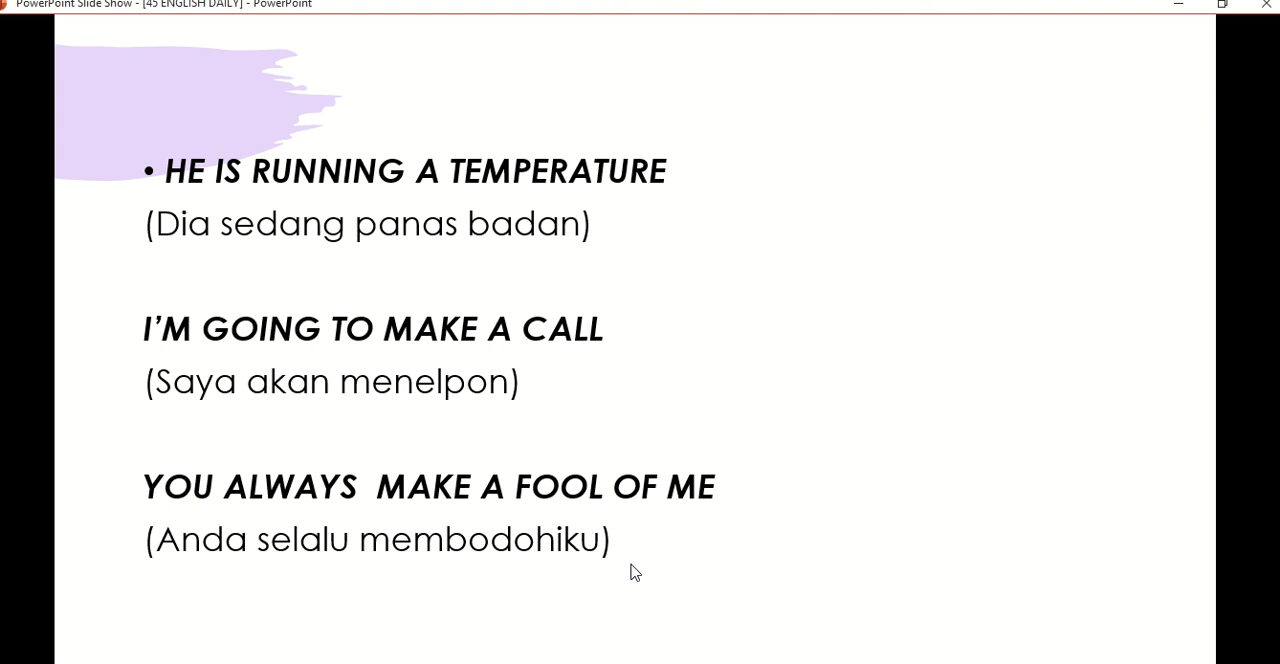 PowerPoint Slide Show - [45 ENGLISH DAILY] - PowerPoint
• HE IS RUNNING A TEMPERATURE
(Dia sedang panas badan)
I'M GOING TO MAKE A CALL
(Saya akan menelpon)
YOU ALWAYS  MAKE A FOOL OF ME
(Anda selalu membodohiku)